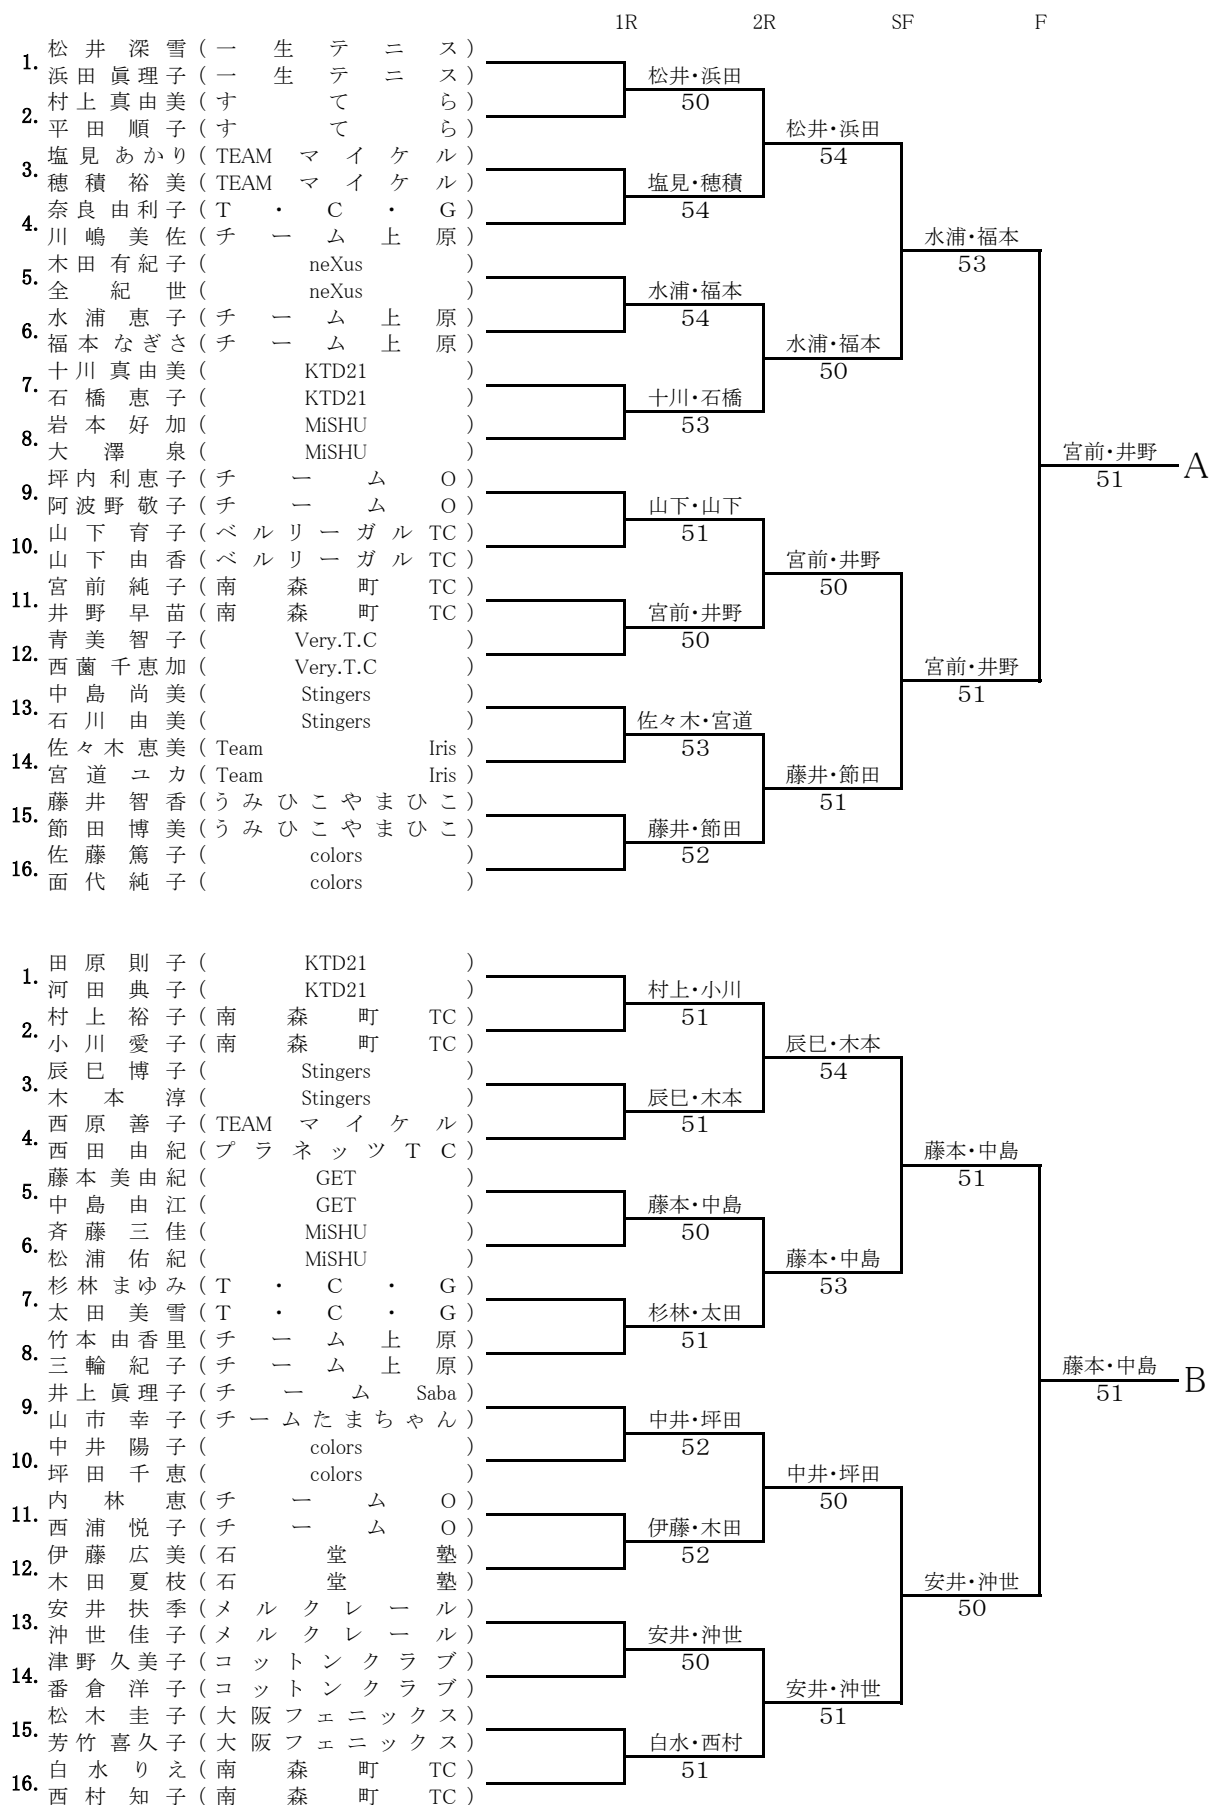 1R 2R SF F
松井深雪(一生テニス)
1.
浜田眞理子(一生テニス) 松井・浜田
村上真由美(すてら) 50
2.
平田順子(すてら) 松井・浜田
塩見あかり(TEAMマイケル) 54
3.
穂積裕美(TEAMマイケル) 塩見・穂積
奈良由利子(T・C・G) 54
4.
川嶋美佐(チーム上原) 水浦・福本
木田有紀子(neXus) 53
5.
全紀世(neXus) 水浦・福本
水浦恵子(チーム上原) 54
6.
福本なぎさ(チーム上原) 水浦・福本
十川真由美(KTD21) 50
7.
石橋恵子(KTD21) 十川・石橋
岩本好加(MiSHU) 53
8.
大澤泉(MiSHU) 宮前・井野
A
坪内利恵子(チームO) 51
9.
阿波野敬子(チームO) 山下・山下
山下育子(ベルリーガルTC) 51
10.
山下由香(ベルリーガルTC) 宮前・井野
宮前純子(南森町TC) 50
11.
井野早苗(南森町TC) 宮前・井野
青美智子(Very.T.C) 50
12.
西薗千恵加(Very.T.C) 宮前・井野
中島尚美(Stingers) 51
13.
石川由美(Stingers) 佐々木・宮道
佐々木恵美(Team Iris) 53
14.
宮道ユカ(Team Iris) 藤井・節田
藤井智香(うみひこやまひこ) 51
15.
節田博美(うみひこやまひこ) 藤井・節田
佐藤篤子(colors) 52
16.
面代純子(colors)
田原則子(KTD21)
1.
河田典子(KTD21) 村上・小川
村上裕子(南森町TC) 51
2.
小川愛子(南森町TC) 辰巳・木本
辰巳博子(Stingers) 54
3.
木本淳(Stingers) 辰巳・木本
西原善子(TEAMマイケル) 51
4.
西田由紀(プラネッツTC) 藤本・中島
藤本美由紀(GET) 51
5.
中島由江(GET) 藤本・中島
斉藤三佳(MiSHU) 50
6.
松浦佑紀(MiSHU) 藤本・中島
杉林まゆみ(T・C・G) 53
7.
太田美雪(T・C・G) 杉林・太田
竹本由香里(チーム上原) 51
8.
三輪紀子(チーム上原) 藤本・中島
B
井上眞理子(チームSaba) 51
9.
山市幸子(チームたまちゃん) 中井・坪田
中井陽子(colors) 52
10.
坪田千恵(colors) 中井・坪田
内林恵(チームO) 50
11.
西浦悦子(チームO) 伊藤・木田
伊藤広美(石堂塾) 52
12.
木田夏枝(石堂塾) 安井・沖世
安井扶季(メルクレール) 50
13.
沖世佳子(メルクレール) 安井・沖世
津野久美子(コットンクラブ) 50
14.
番倉洋子(コットンクラブ) 安井・沖世
松木圭子(大阪フェニックス) 51
15.
芳竹喜久子(大阪フェニックス) 白水・西村
白水りえ(南森町TC) 51
16.
西村知子(南森町TC)